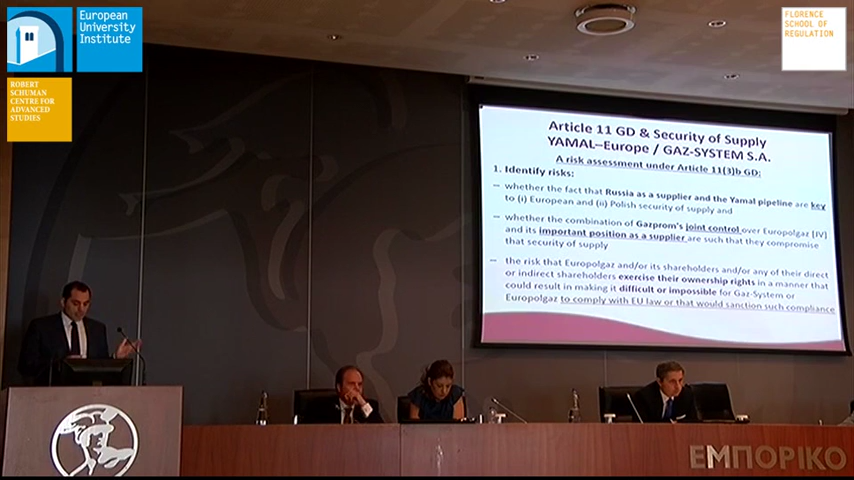 European
University
Institute
ROBERT
SCHUMAN
CENTRE FOR
ADVANCED
STUDIES
FLORENCE
SCHOOL OF
REGULATION
Article 11 GD & Security of Supply
YAMAL–Europe / GAZ-SYSTEM S.A.
A risk assessment under Article 11(3)b GD:
1. Identify risks:
– whether the fact that Russia as a supplier and the Yamal pipeline are key
to (i) European and (ii) Polish security of supply and
– whether the combination of Gazprom's joint control over Europolgaz [IV]
and its important position as a supplier are such that they compromise
that security of supply
– the risk that Europolgaz and/or its shareholders and/or any of their direct
or indirect shareholders exercise their ownership rights in a manner that
could result in making it difficult or impossible for Gaz-System or
Europolgaz to comply with EU law or that would sanction such compliance
ΕΜΠΟΡΙΚΟ